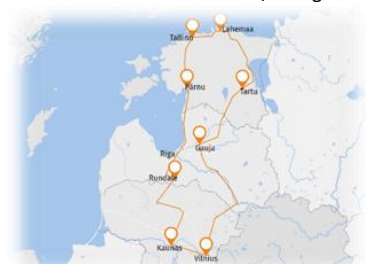 Lahemaa
Tallinn
Pärnu
Tartu
Gauja
Riga
Rundale
Kaunas
Vilnius